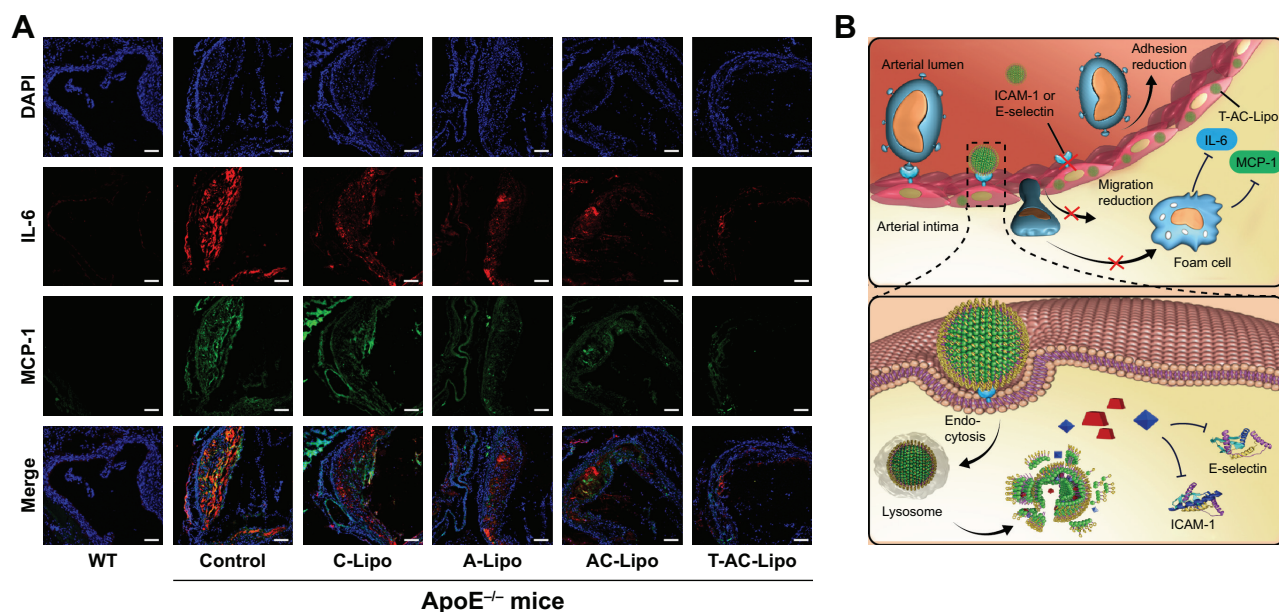 A
DAPI
IL-6
MCP-1
Merge
WT
Control
C-Lipo
A-Lipo
AC-Lipo
T-AC-Lipo
ApoE–/– mice
B
Arterial lumen
ICAM-1 or
E-selectin
Adhesion
reduction
T-AC-Lipo
IL-6
MCP-1
Migration
reduction
Arterial intima
Foam cell
Endo-
cytosis
Lysosome
E-selectin
ICAM-1